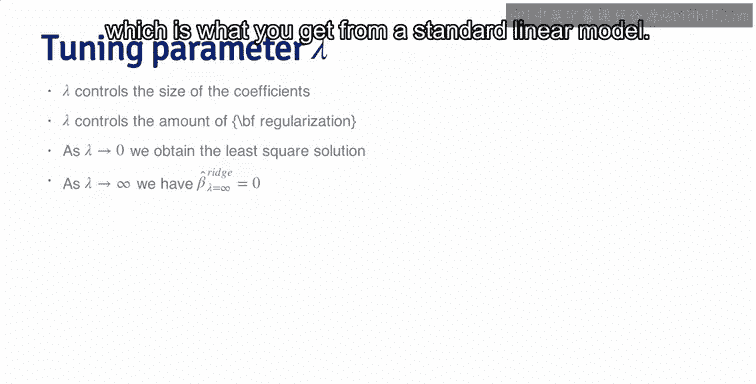 which is what you get from a standard linear model.
Tuning parameter λ
· λ controls the size of the coefficients
· λ controls the amount of {\bf regularization}
· As λ → 0 we obtain the least square solution
· As λ → ∞ we have β̂^{ridge}_{λ=∞} = 0